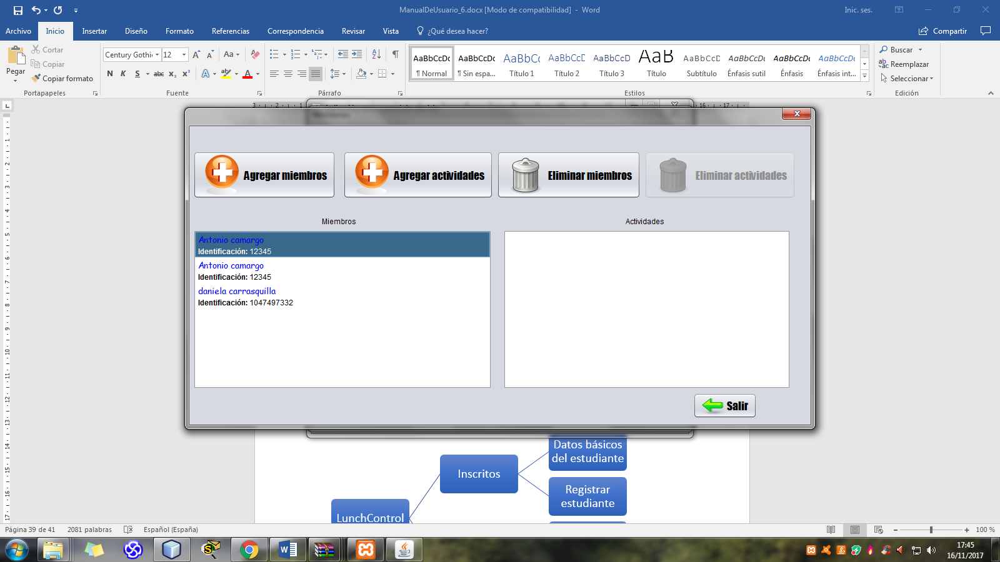 ManualDeUsuario_6.docx [Modo de compatibilidad] - Word
Inic. ses.
Archivo Inicio Insertar Diseño Formato Referencias Correspondencia Revisar Vista ¿Qué desea hacer? Compartir
Pegar
Cortar
Copiar
Copiar formato
Portapapeles
Century Gothi 12
N K S abc x₂ x²
Fuente
Párrafo
AaBbCcDc AaBbCcDc AaBbCc AaBbCcD AaBbCcD AaB AaBbCcD AaBbCcDc AaBbCcDc AaBbCcDc
¶ Normal ¶ Sin espa... Título 1 Título 2 Título 3 Título Subtítulo Énfasis sutil Énfasis Énfasis int...
Estilos
Buscar
Reemplazar
Seleccionar
Edición
Agregar miembros
Agregar actividades
Eliminar miembros
Eliminar actividades
Miembros
Actividades
Antonio camargo
Identificación: 12345
Antonio camargo
Identificación: 12345
daniela carrasquilla
Identificación: 1047497332
Salir
Datos básicos
del estudiante
Inscritos
Registrar
estudiante
LunchControl
Página 39 de 41 2081 palabras Español (España) 100 %
17:45
16/11/2017